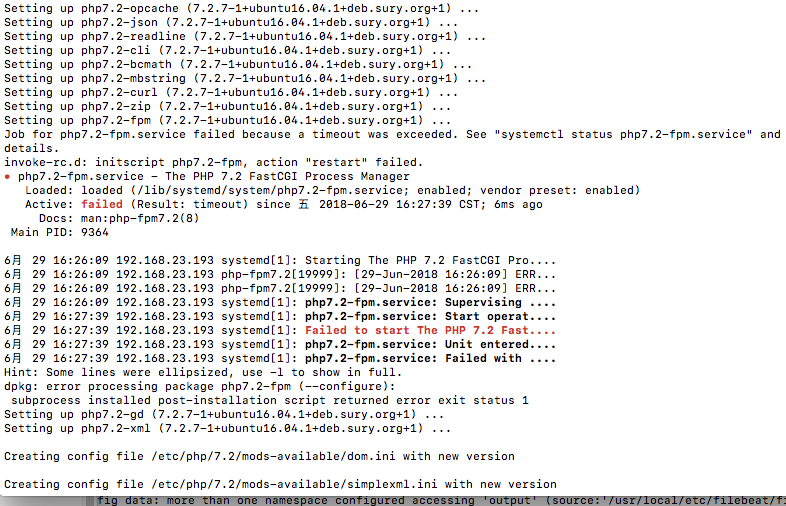 Setting up php7.2-opcache (7.2.7-1+ubuntu16.04.1+deb.sury.org+1) ...
Setting up php7.2-json (7.2.7-1+ubuntu16.04.1+deb.sury.org+1) ...
Setting up php7.2-readline (7.2.7-1+ubuntu16.04.1+deb.sury.org+1) ...
Setting up php7.2-cli (7.2.7-1+ubuntu16.04.1+deb.sury.org+1) ...
Setting up php7.2-bcmath (7.2.7-1+ubuntu16.04.1+deb.sury.org+1) ...
Setting up php7.2-mbstring (7.2.7-1+ubuntu16.04.1+deb.sury.org+1) ...
Setting up php7.2-curl (7.2.7-1+ubuntu16.04.1+deb.sury.org+1) ...
Setting up php7.2-zip (7.2.7-1+ubuntu16.04.1+deb.sury.org+1) ...
Setting up php7.2-fpm (7.2.7-1+ubuntu16.04.1+deb.sury.org+1) ...
Job for php7.2-fpm.service failed because a timeout was exceeded. See "systemctl status php7.2-fpm.service" and
details.
invoke-rc.d: initscript php7.2-fpm, action "restart" failed.
● php7.2-fpm.service - The PHP 7.2 FastCGI Process Manager
Loaded: loaded (/lib/systemd/system/php7.2-fpm.service; enabled; vendor preset: enabled)
Active: failed (Result: timeout) since 五 2018-06-29 16:27:39 CST; 6ms ago
Docs: man:php-fpm7.2(8)
Main PID: 9364
6月 29 16:26:09 192.168.23.193 systemd[1]: Starting The PHP 7.2 FastCGI Pro....
6月 29 16:26:09 192.168.23.193 php-fpm7.2[19999]: [29-Jun-2018 16:26:09] ERR...
6月 29 16:26:09 192.168.23.193 php-fpm7.2[19999]: [29-Jun-2018 16:26:09] ERR...
6月 29 16:26:09 192.168.23.193 systemd[1]: php7.2-fpm.service: Supervising ....
6月 29 16:27:39 192.168.23.193 systemd[1]: php7.2-fpm.service: Start operat....
6月 29 16:27:39 192.168.23.193 systemd[1]: Failed to start The PHP 7.2 Fast....
6月 29 16:27:39 192.168.23.193 systemd[1]: php7.2-fpm.service: Unit entered....
6月 29 16:27:39 192.168.23.193 systemd[1]: php7.2-fpm.service: Failed with ....
Hint: Some lines were ellipsized, use -l to show in full.
dpkg: error processing package php7.2-fpm (--configure):
subprocess installed post-installation script returned error exit status 1
Setting up php7.2-gd (7.2.7-1+ubuntu16.04.1+deb.sury.org+1) ...
Setting up php7.2-xml (7.2.7-1+ubuntu16.04.1+deb.sury.org+1) ...
Creating config file /etc/php/7.2/mods-available/dom.ini with new version
Creating config file /etc/php/7.2/mods-available/simplexml.ini with new version
fig data: more than one namespace configured accessing 'output' (source:'/usr/local/etc/filebeat/fi